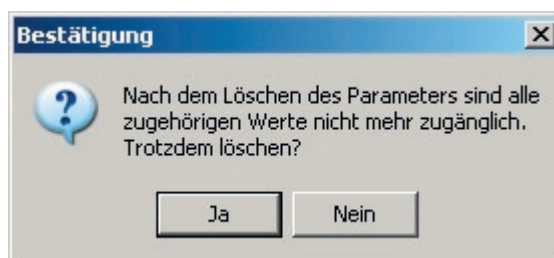 Bestätigung
Nach dem Löschen des Parameters sind alle
zugehörigen Werte nicht mehr zugänglich.
Trotzdem löschen?
Ja
Nein